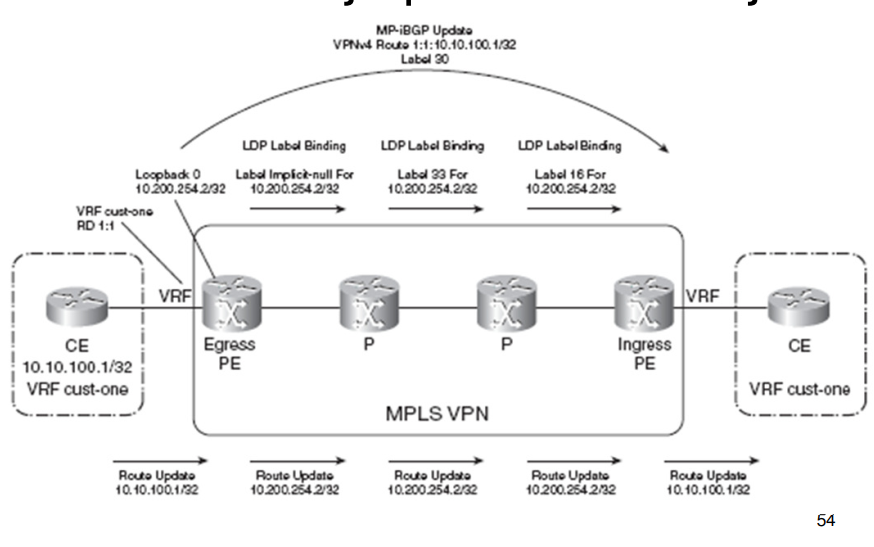 MP-iBGP Update
VPNv4 Route 1:1:10.10.100.1/32
Label 30
LDP Label Binding
LDP Label Binding
LDP Label Binding
Loopback 0
10.200.254.2/32
Label Implicit-null For
10.200.254.2/32
Label 33 For
10.200.254.2/32
Label 16 For
10.200.254.2/32
VRF cust-one
RD 1:1
VRF
VRF
CE
10.10.100.1/32
VRF cust-one
Egress
PE
P
P
Ingress
PE
CE
VRF cust-one
MPLS VPN
Route Update
10.10.100.1/32
Route Update
10.200.254.2/32
Route Update
10.200.254.2/32
Route Update
10.200.254.2/32
Route Update
10.10.100.1/32
54